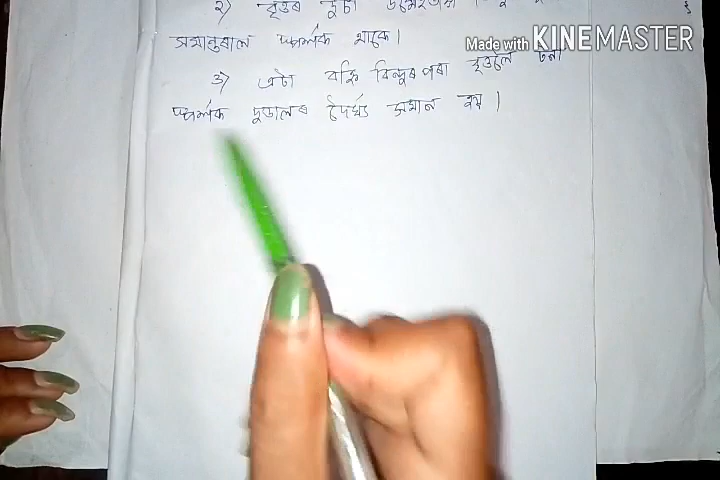 ২) বৃত্তৰ দুটা
সমান্তৰাল স্পৰ্শক থাকে।
Made with KINEMASTER
৩) এটা বহি বিন্দুৰ পৰা বৃত্তলৈ টনা
স্পৰ্শক দুডালৰ দৈৰ্ঘ্য সমান হয়।